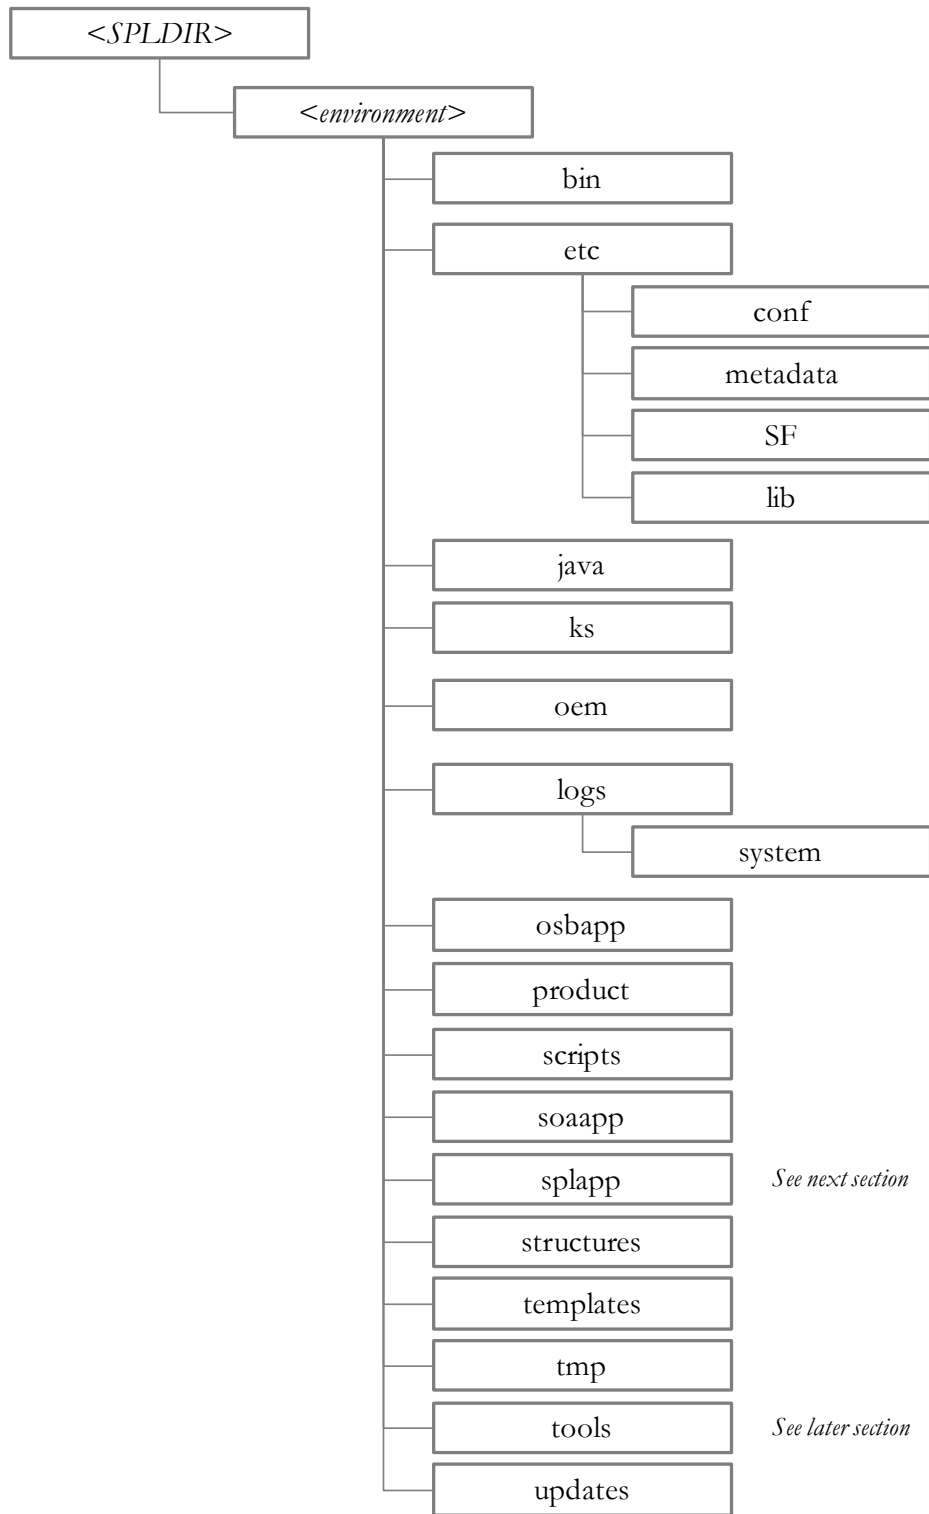 <SPLDIR>
<environment>
bin
etc
conf
metadata
SF
lib
java
ks
oem
logs
system
osbapp
product
scripts
soaapp
splapp See next section
structures
templates
tmp
tools See later section
updates